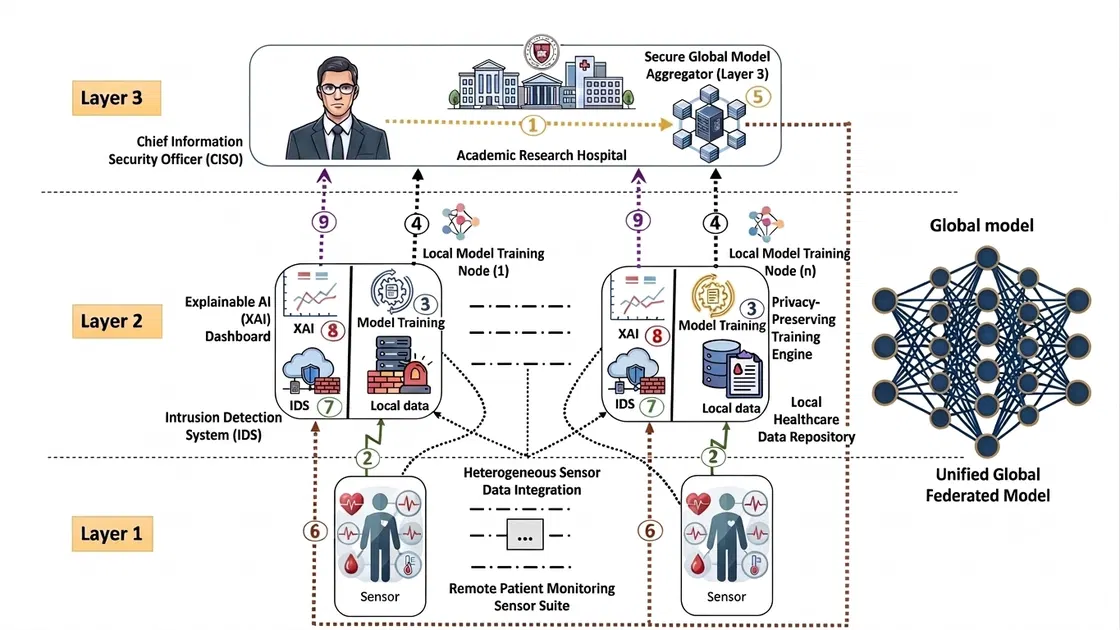 Layer 3
Chief Information
Security Officer (CISO)
Secure Global Model
Aggregator (Layer 3)
5
1
Academic Research Hospital
9
4
Local Model Training
Node (1)
9
4
Local Model Training
Node (n)
Global model
Layer 2
Explainable AI
(XAI)
Dashboard
Intrusion Detection
System (IDS)
XAI
8
3
Model Training
IDS
7
Local data
XAI
8
3
Model Training
IDS
7
Local data
Privacy-
Preserving
Training
Engine
Local
Healthcare
Data Repository
Unified Global
Federated Model
2
2
Heterogeneous Sensor
Data Integration
Layer 1
6
Sensor
...
Remote Patient Monitoring
Sensor Suite
6
Sensor